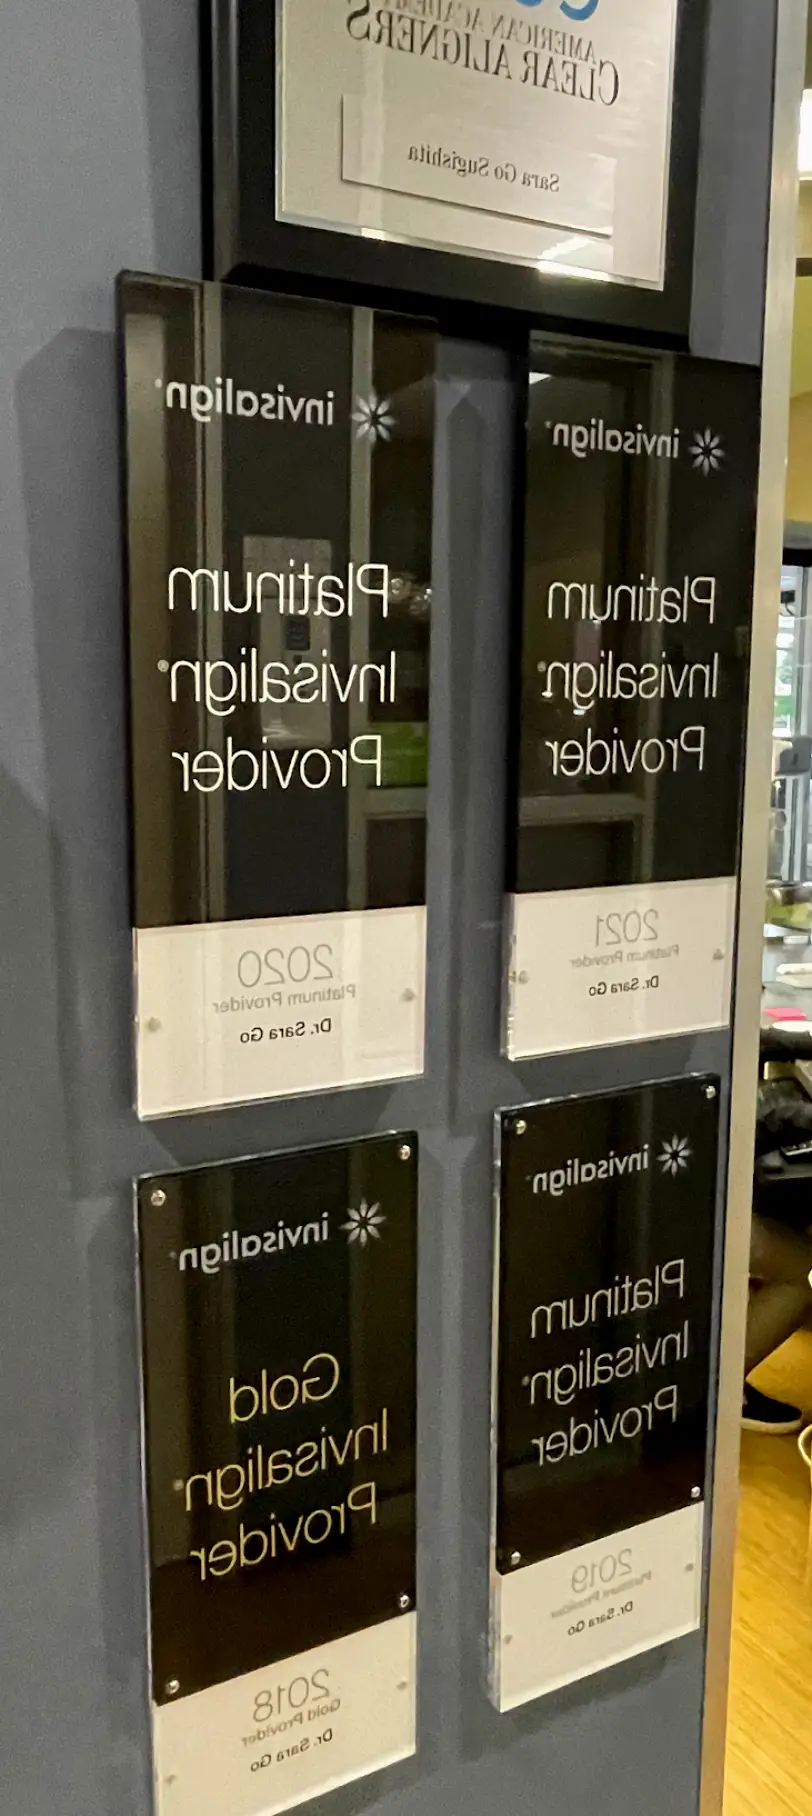 AMERICAN ACADEMY
CLEAR ALIGNERS
Sara Go Sugishita
invisalign
Platinum
Invisalign®
Provider
2021
Platinum Provider
Dr. Sara Go
invisalign
Platinum
Invisalign®
Provider
2020
Platinum Provider
Dr. Sara Go
invisalign
Platinum
Invisalign®
Provider
2019
Platinum Provider
Dr. Sara Go
invisalign
Gold
Invisalign®
Provider
2018
Gold Provider
Dr. Sara Go